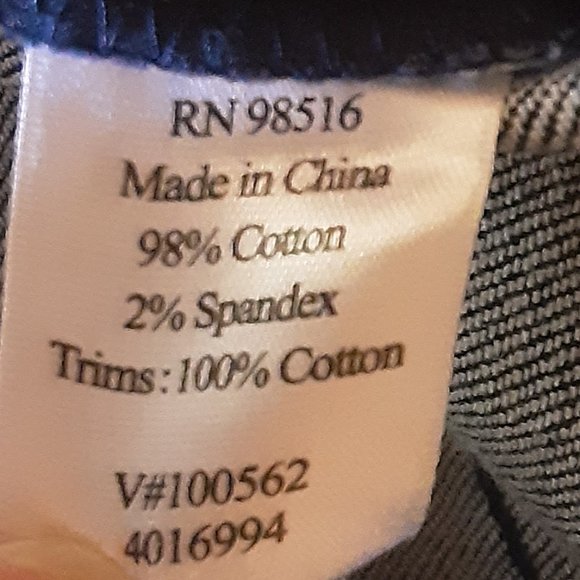 RN 98516
Made in China
98% Cotton
2% Spandex
Trims: 100% Cotton
V#100562
4016994